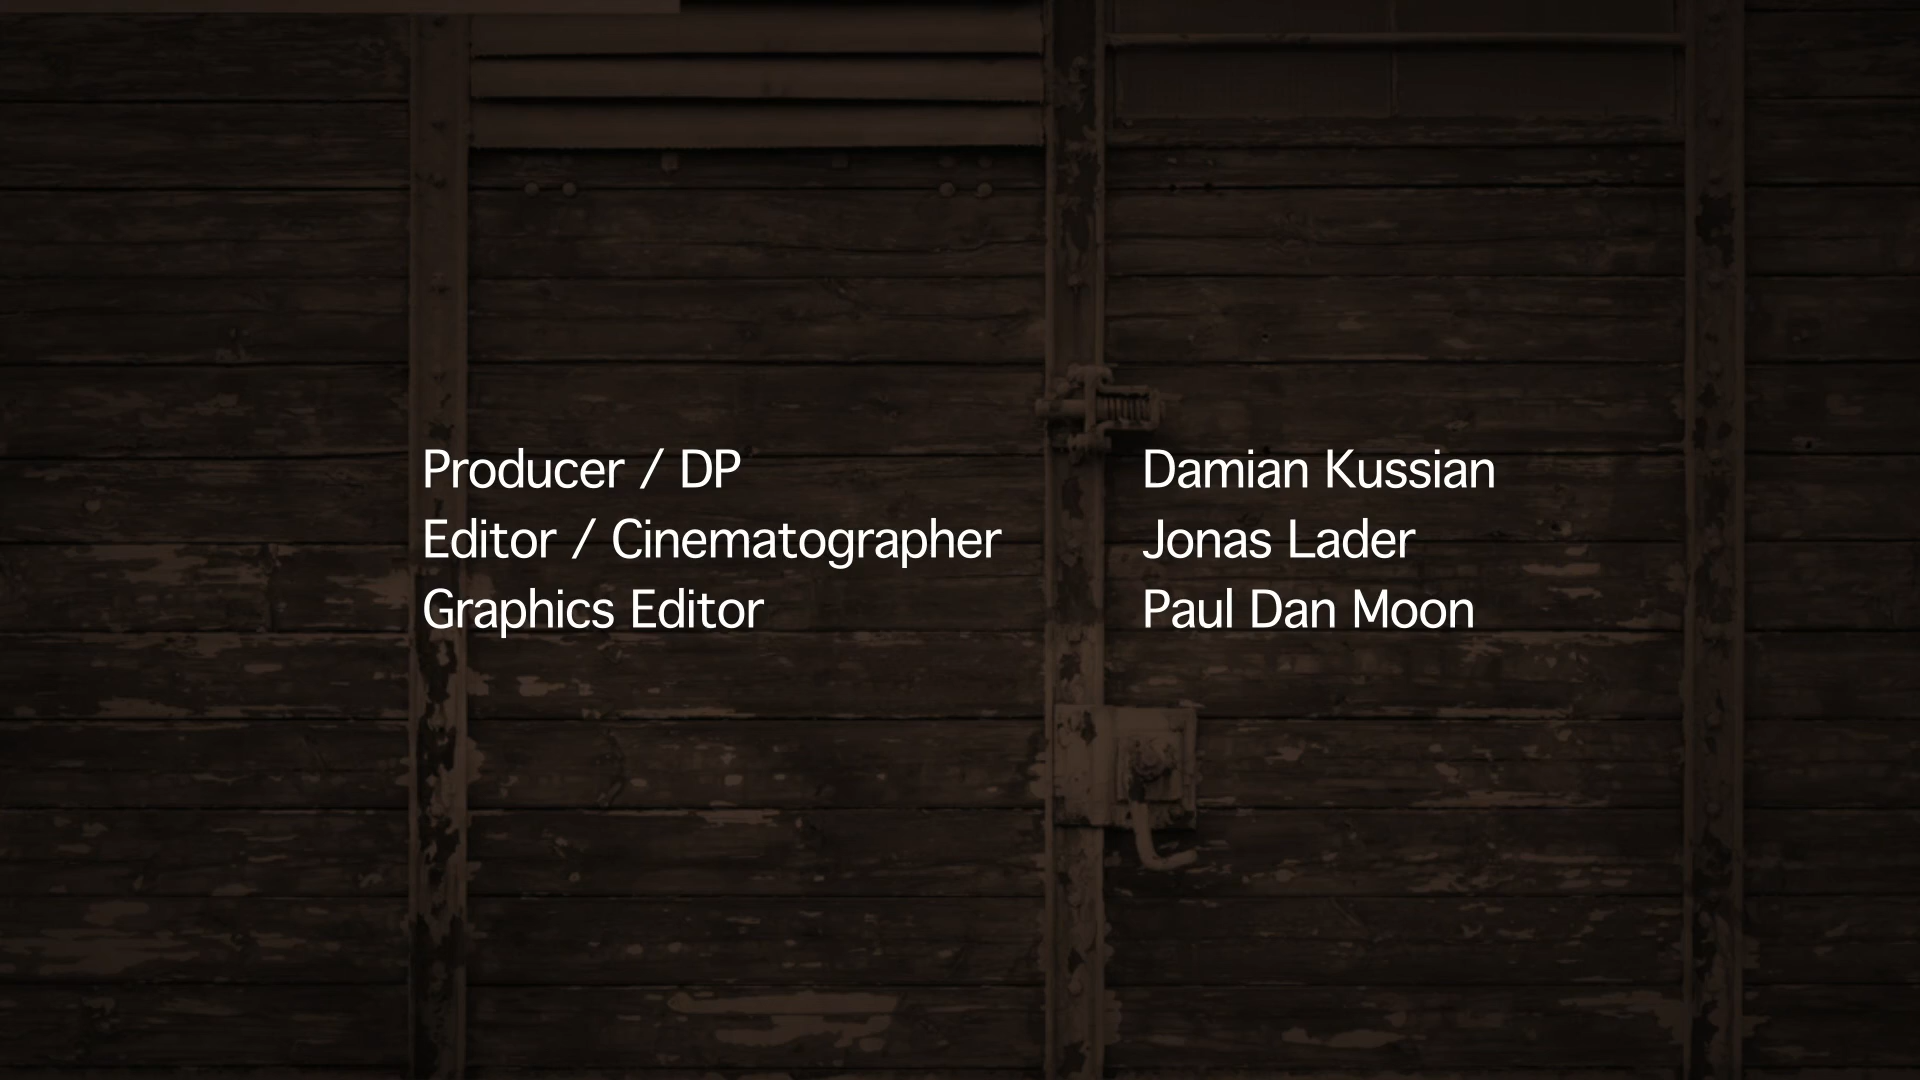 Producer / DP Damian Kussian
Editor / Cinematographer Jonas Lader
Graphics Editor Paul Dan Moon